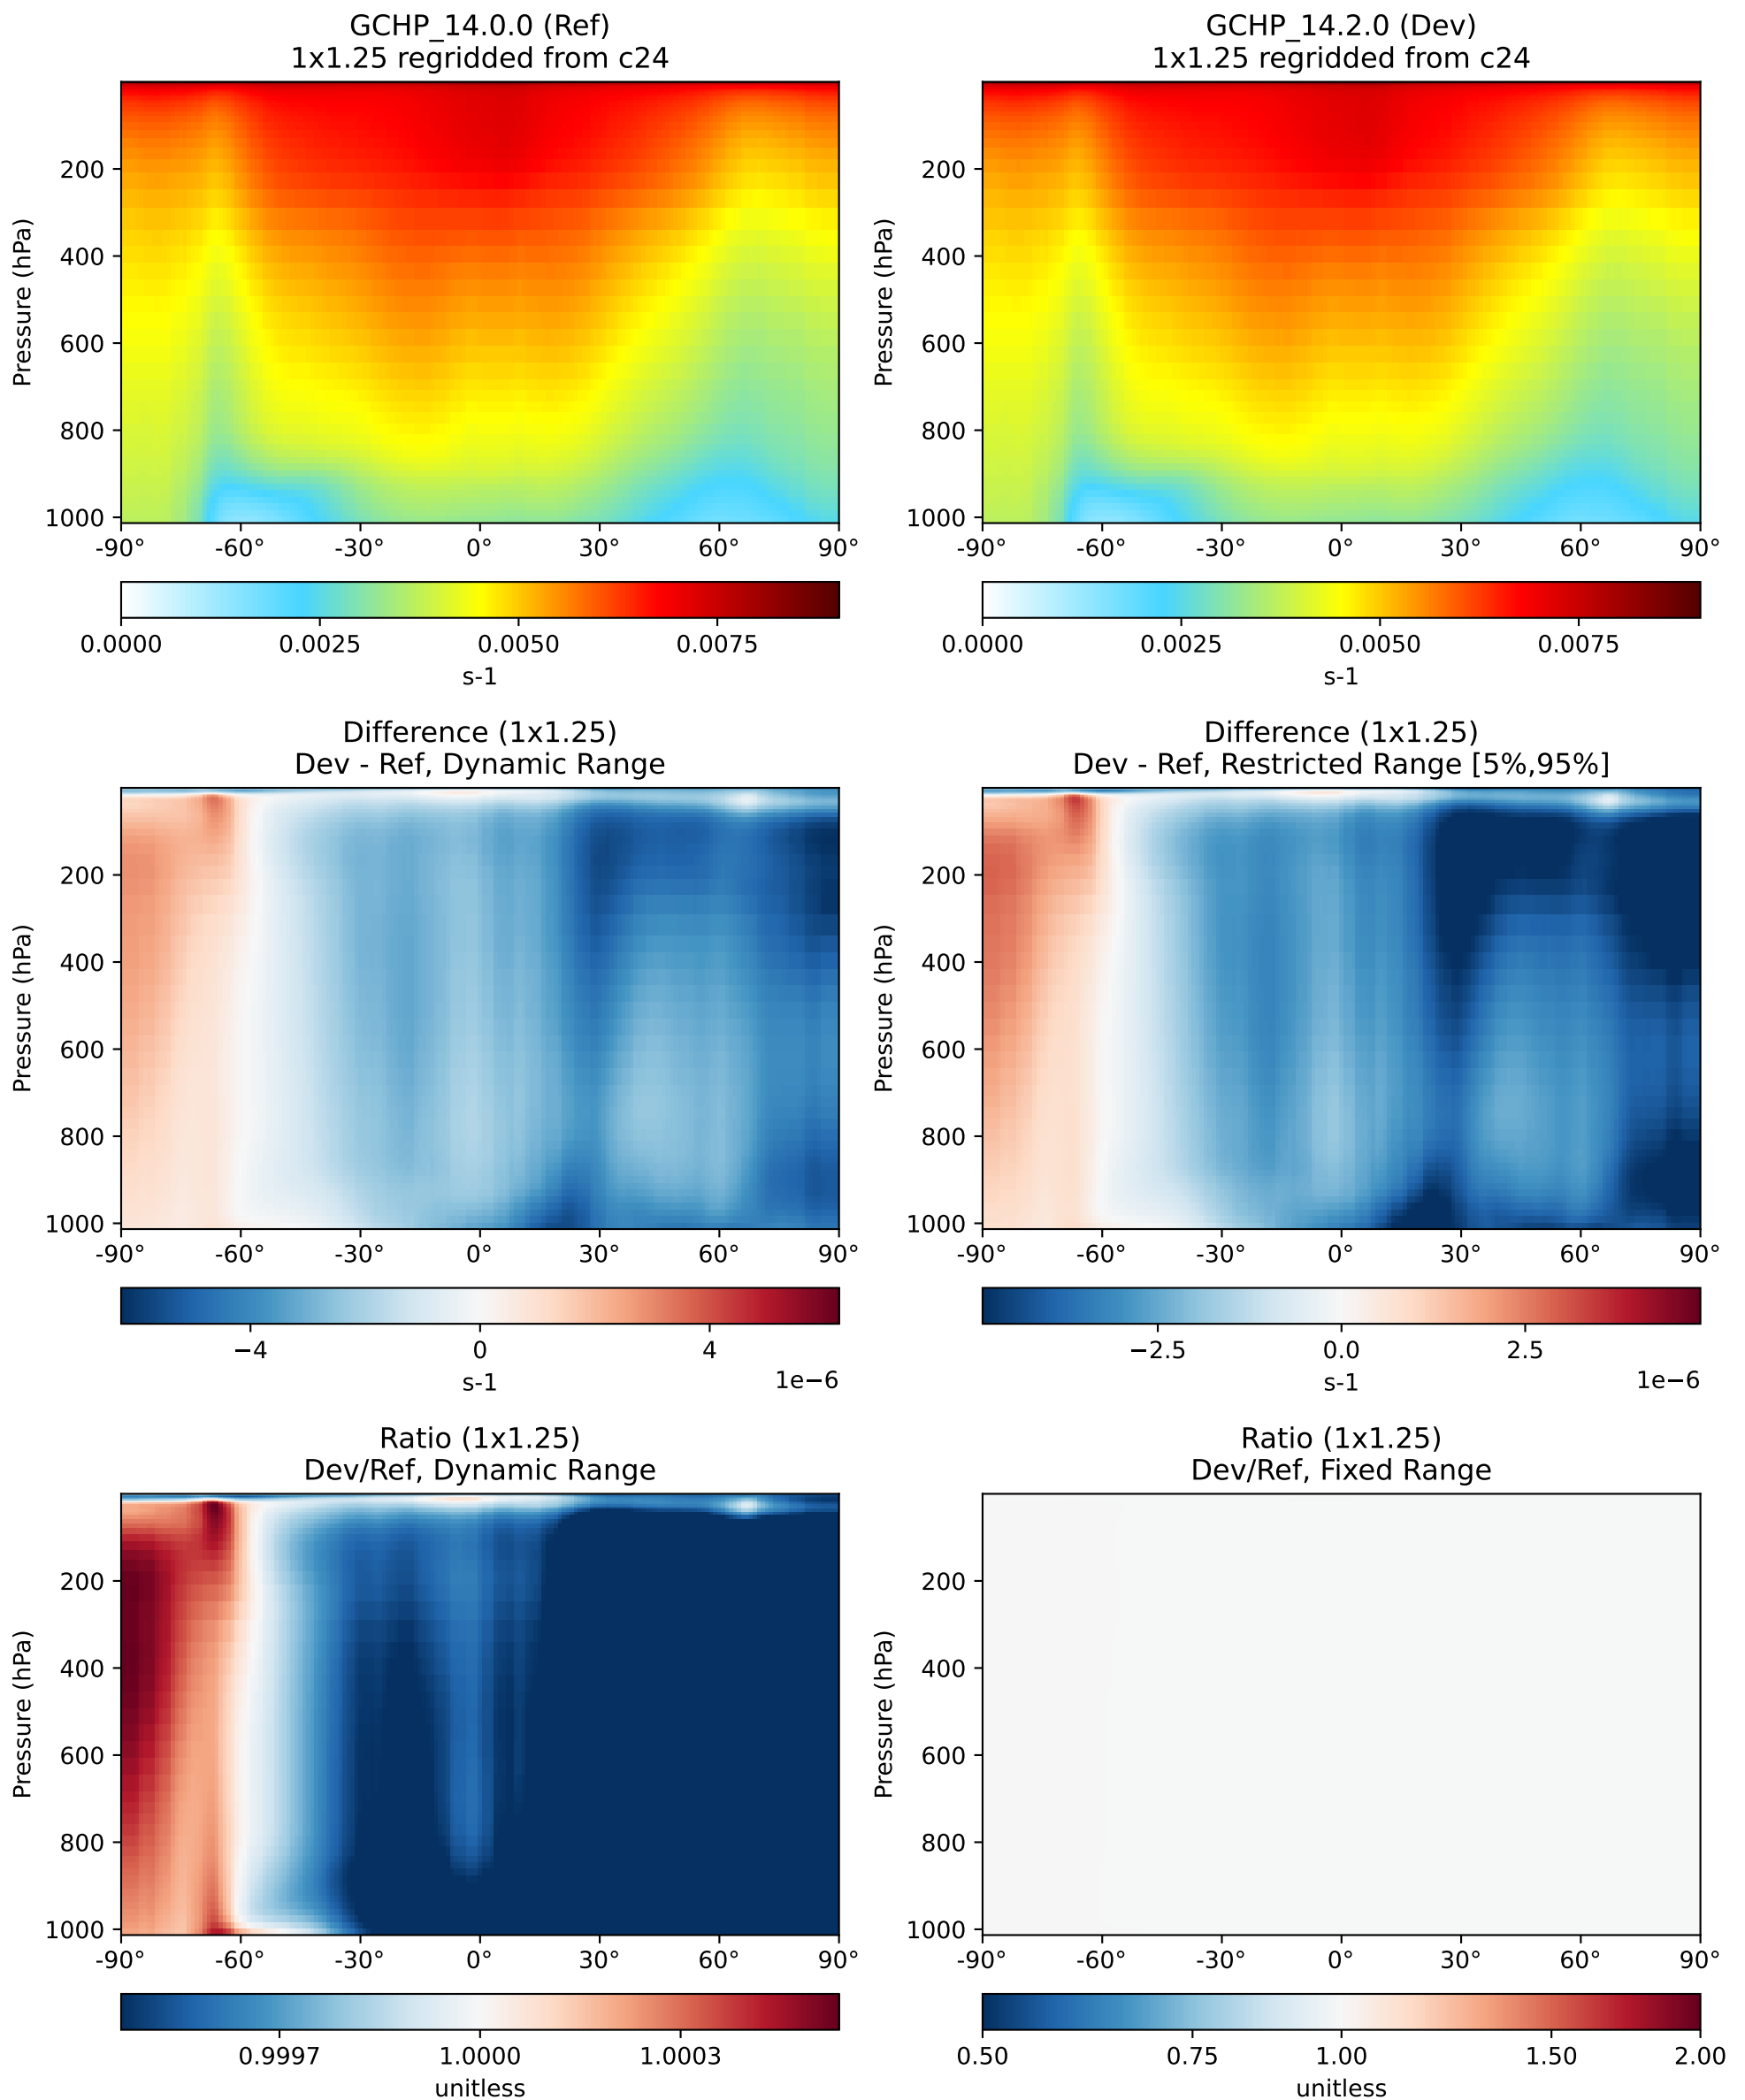 GCHP_14.0.0 (Ref)
1x1.25 regridded from c24
Pressure (hPa)
200
400
600
800
1000
-90° -60° -30° 0° 30° 60° 90°
0.0000 0.0025 0.0050 0.0075
s-1
GCHP_14.2.0 (Dev)
1x1.25 regridded from c24
Pressure (hPa)
200
400
600
800
1000
-90° -60° -30° 0° 30° 60° 90°
0.0000 0.0025 0.0050 0.0075
s-1
Difference (1x1.25)
Dev - Ref, Dynamic Range
Pressure (hPa)
200
400
600
800
1000
-90° -60° -30° 0° 30° 60° 90°
−4 0 4
s-1 1e−6
Difference (1x1.25)
Dev - Ref, Restricted Range [5%,95%]
Pressure (hPa)
200
400
600
800
1000
-90° -60° -30° 0° 30° 60° 90°
−2.5 0.0 2.5
s-1 1e−6
Ratio (1x1.25)
Dev/Ref, Dynamic Range
Pressure (hPa)
200
400
600
800
1000
-90° -60° -30° 0° 30° 60° 90°
0.9997 1.0000 1.0003
unitless
Ratio (1x1.25)
Dev/Ref, Fixed Range
Pressure (hPa)
200
400
600
800
1000
-90° -60° -30° 0° 30° 60° 90°
0.50 0.75 1.00 1.50 2.00
unitless